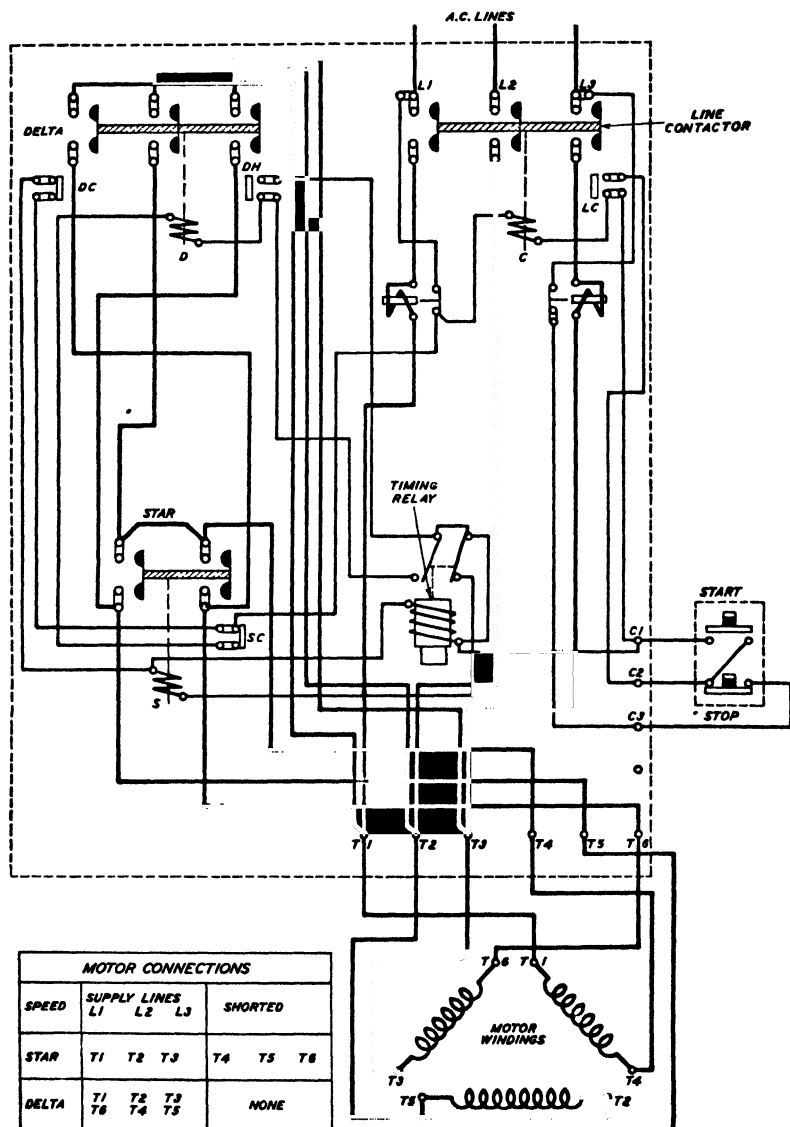 A.C. LINES
L1 L2 L3
DELTA
LINE CONTACTOR
DH
DC
LC
D
C
TIMING RELAY
STAR
START
SC
C1
C2
S
STOP
C3
T1 T2 T3 T4 T5 T6
MOTOR CONNECTIONS
SPEED SUPPLY LINES SHORTED
L1 L2 L3
STAR T1 T2 T3 T4 T5 T6
DELTA T1 T2 T3 NONE
T6 T4 T5
T6 T1
MOTOR WINDINGS
T3 T4
T5 T2